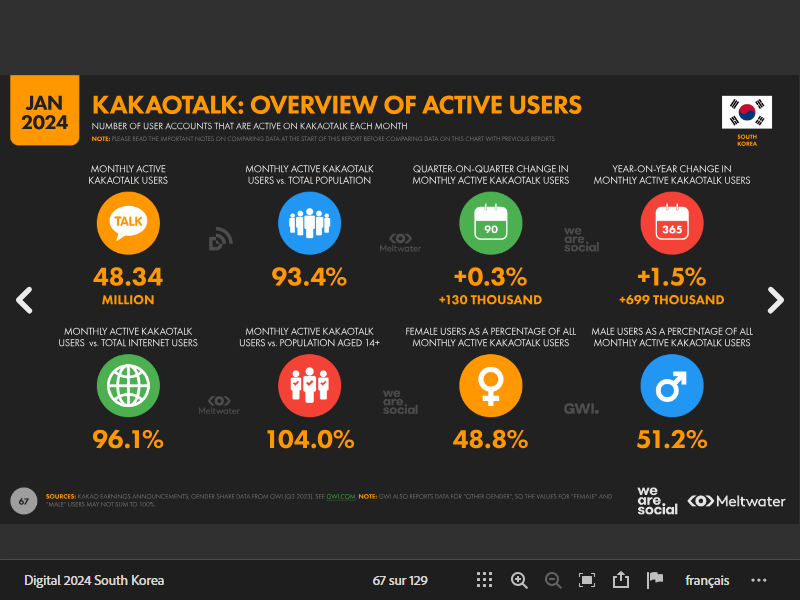 JAN
2024
KAKAOTALK: OVERVIEW OF ACTIVE USERS
NUMBER OF USER ACCOUNTS THAT ARE ACTIVE ON KAKAOTALK EACH MONTH
NOTE: PLEASE READ THE IMPORTANT NOTES ON COMPARING DATA AT THE START OF THIS REPORT BEFORE COMPARING DATA ON THIS CHART WITH PREVIOUS REPORTS
SOUTH
KOREA
MONTHLY ACTIVE
KAKAOTALK USERS
TALK
48.34
MILLION
MONTHLY ACTIVE KAKAOTALK
USERS vs. TOTAL POPULATION
93.4%
QUARTER-ON-QUARTER CHANGE IN
MONTHLY ACTIVE KAKAOTALK USERS
90
+0.3%
+130 THOUSAND
YEAR-ON-YEAR CHANGE IN
MONTHLY ACTIVE KAKAOTALK USERS
365
+1.5%
+699 THOUSAND
Meltwater
we
are.
social
MONTHLY ACTIVE KAKAOTALK
USERS vs. TOTAL INTERNET USERS
96.1%
MONTHLY ACTIVE KAKAOTALK
USERS vs. POPULATION AGED 14+
104.0%
FEMALE USERS AS A PERCENTAGE OF ALL
MONTHLY ACTIVE KAKAOTALK USERS
48.8%
MALE USERS AS A PERCENTAGE OF ALL
MONTHLY ACTIVE KAKAOTALK USERS
51.2%
Meltwater
we
are.
social
GWI.
67
SOURCES: KAKAO EARNINGS ANNOUNCEMENTS; GENDER SHARE DATA FROM GWI (Q3 2023). SEE GWI.COM. NOTE: GWI ALSO REPORTS DATA FOR "OTHER GENDER", SO THE VALUES FOR "FEMALE" AND
"MALE" USERS MAY NOT SUM TO 100%.
we
are.
social
Meltwater
Digital 2024 South Korea
67 sur 129
français